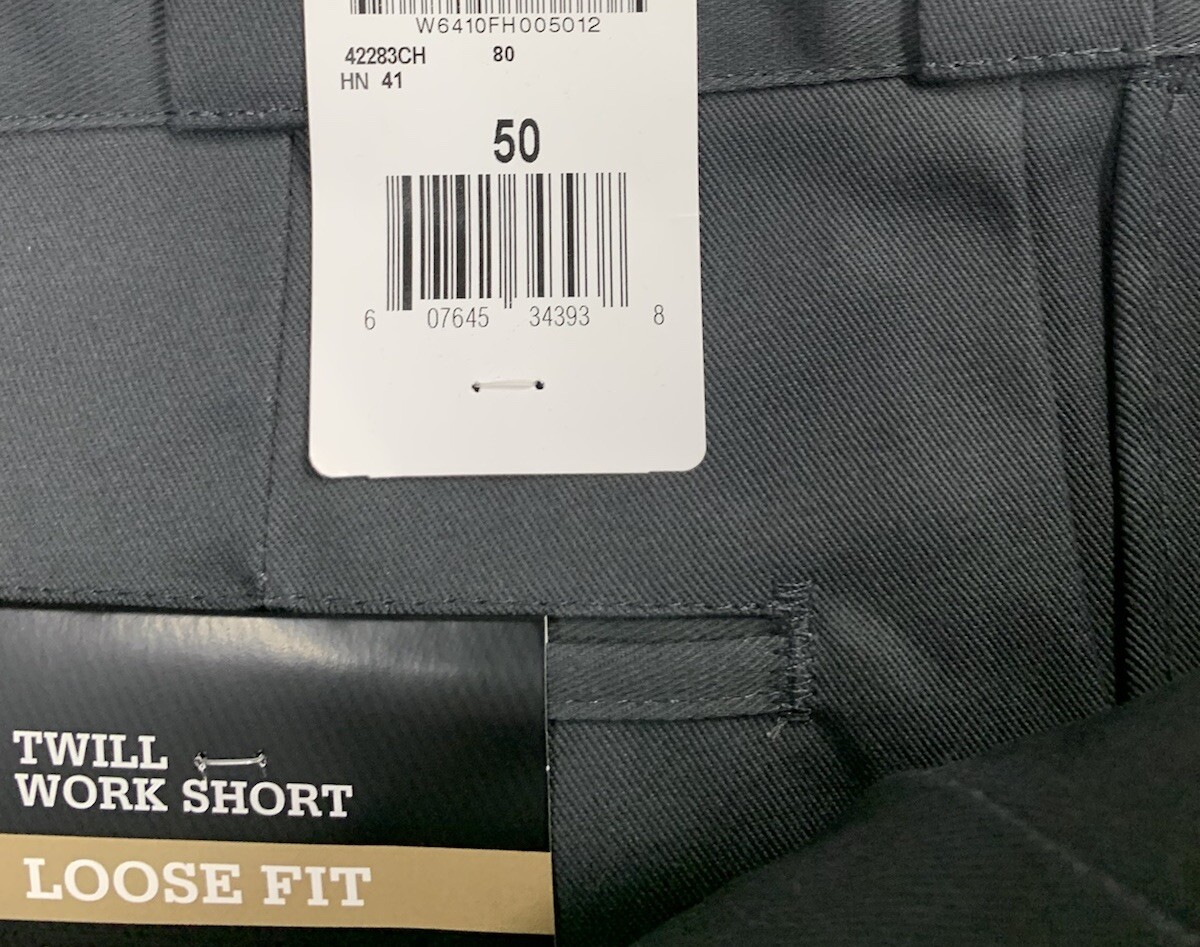 W6410FH005012
42283CH 80
HN 41
50
6 07645 34393 8
TWILL
WORK SHORT
LOOSE FIT